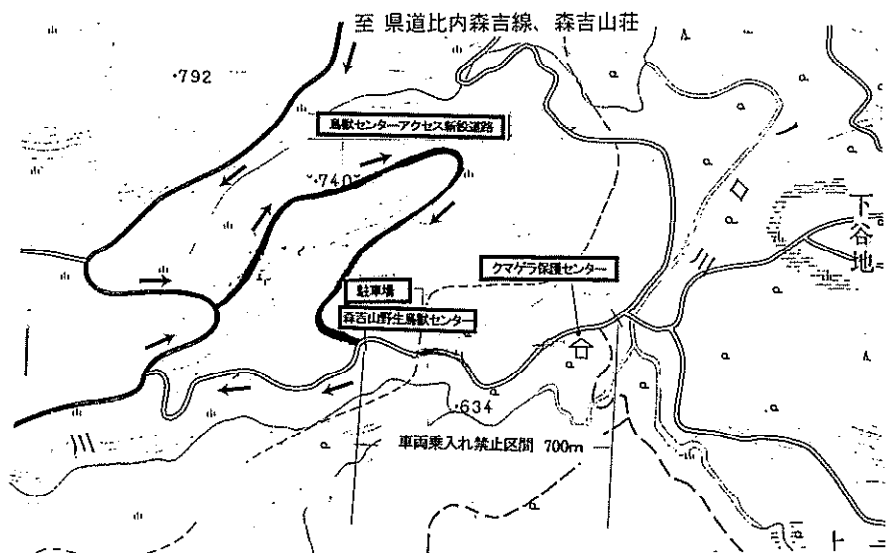 至 県道比内森吉線、森吉山荘
・792
鳥獣センターアクセス新設道路
・740
下谷地
クマゲラ保護センター
川
駐車場
森吉山野生鳥獣センター
・634
川
車両乗入れ禁止区間 700m
上